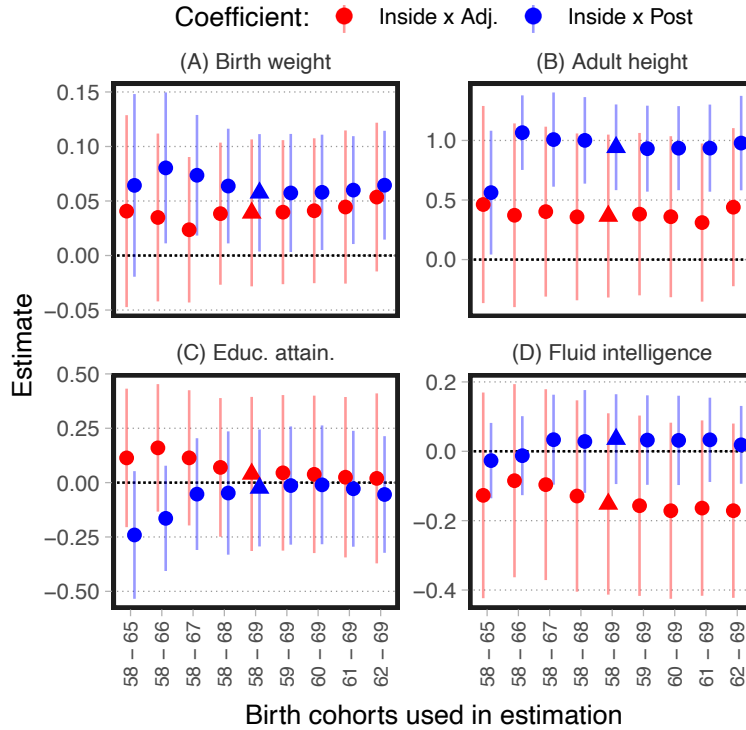 Coefficient: Inside x Adj. Inside x Post
(A) Birth weight
(B) Adult height
0.15
0.10
0.05
0.00
−0.05
1.0
0.5
0.0
Estimate
(C) Educ. attain.
(D) Fluid intelligence
0.50
0.25
0.00
−0.25
−0.50
0.2
0.0
−0.2
−0.4
58 − 65
58 − 66
58 − 67
58 − 68
58 − 69
59 − 69
60 − 69
61 − 69
62 − 69
58 − 65
58 − 66
58 − 67
58 − 68
58 − 69
59 − 69
60 − 69
61 − 69
62 − 69
Birth cohorts used in estimation